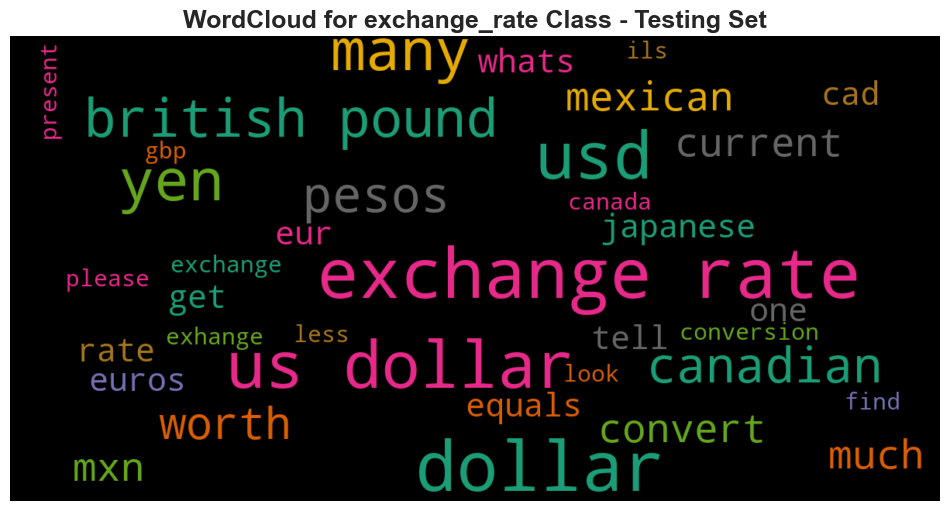 WordCloud for exchange_rate Class - Testing Set
many
whats
ils
present
mexican
cad
british pound
usd
current
gbp
yen
pesos
canada
japanese
eur
exchange
please
exchange rate
get
one
exhange
less
tell
conversion
rate
us dollar
canadian
euros
look
equals
find
worth
convert
much
mxn
dollar